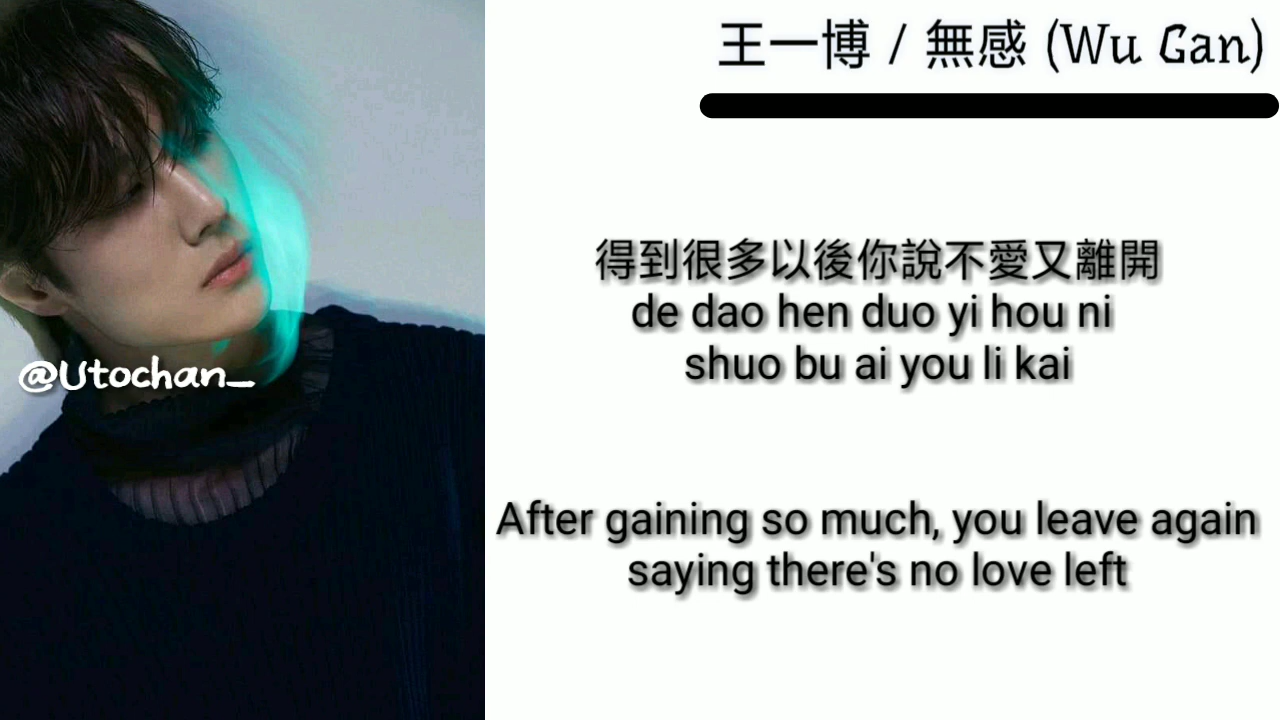 王一博 / 無感 (Wu Gan)
得到很多以後你說不愛又離開
de dao hen duo yi hou ni
shuo bu ai you li kai
@Utochan_
After gaining so much, you leave again
saying there's no love left